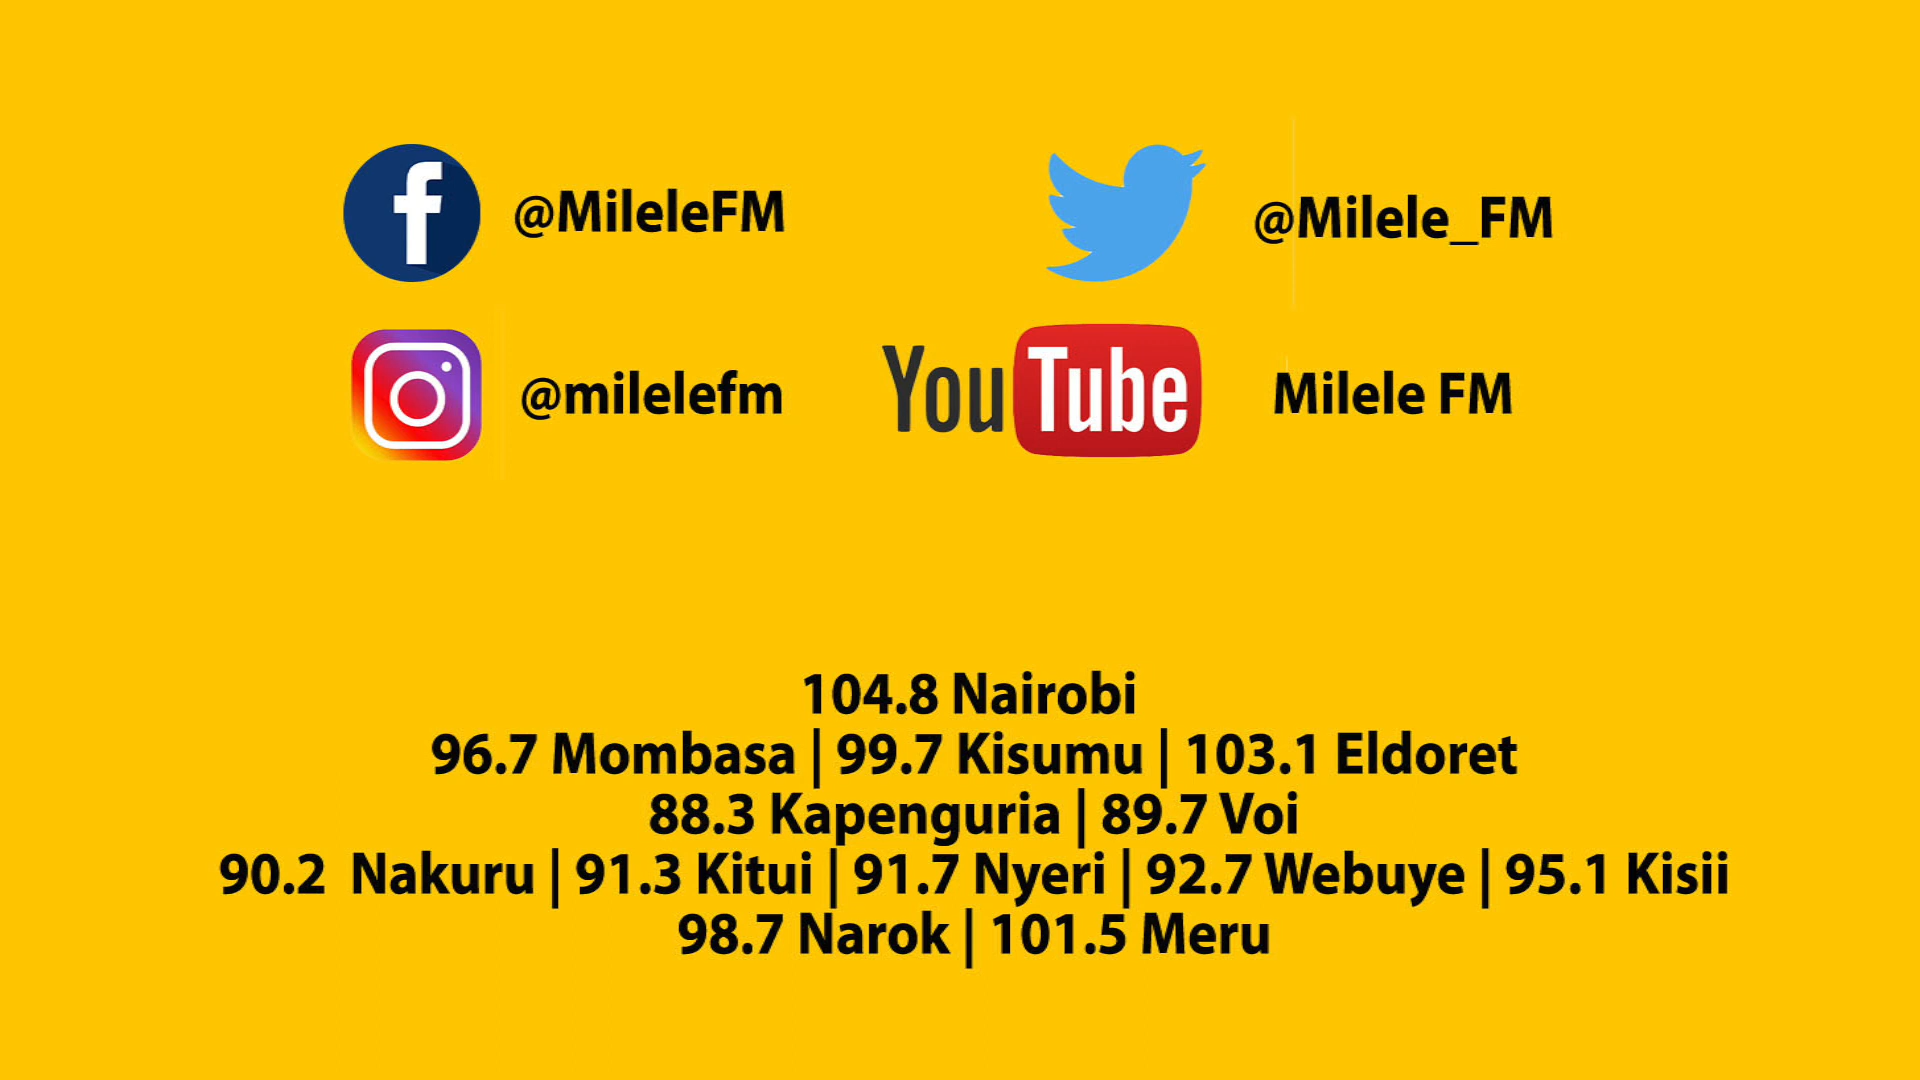 f @MileleFM @Milele_FM
@milelefm YouTube Milele FM
104.8 Nairobi
96.7 Mombasa | 99.7 Kisumu | 103.1 Eldoret
88.3 Kapenguria | 89.7 Voi
90.2 Nakuru | 91.3 Kitui | 91.7 Nyeri | 92.7 Webuye | 95.1 Kisii
98.7 Narok | 101.5 Meru